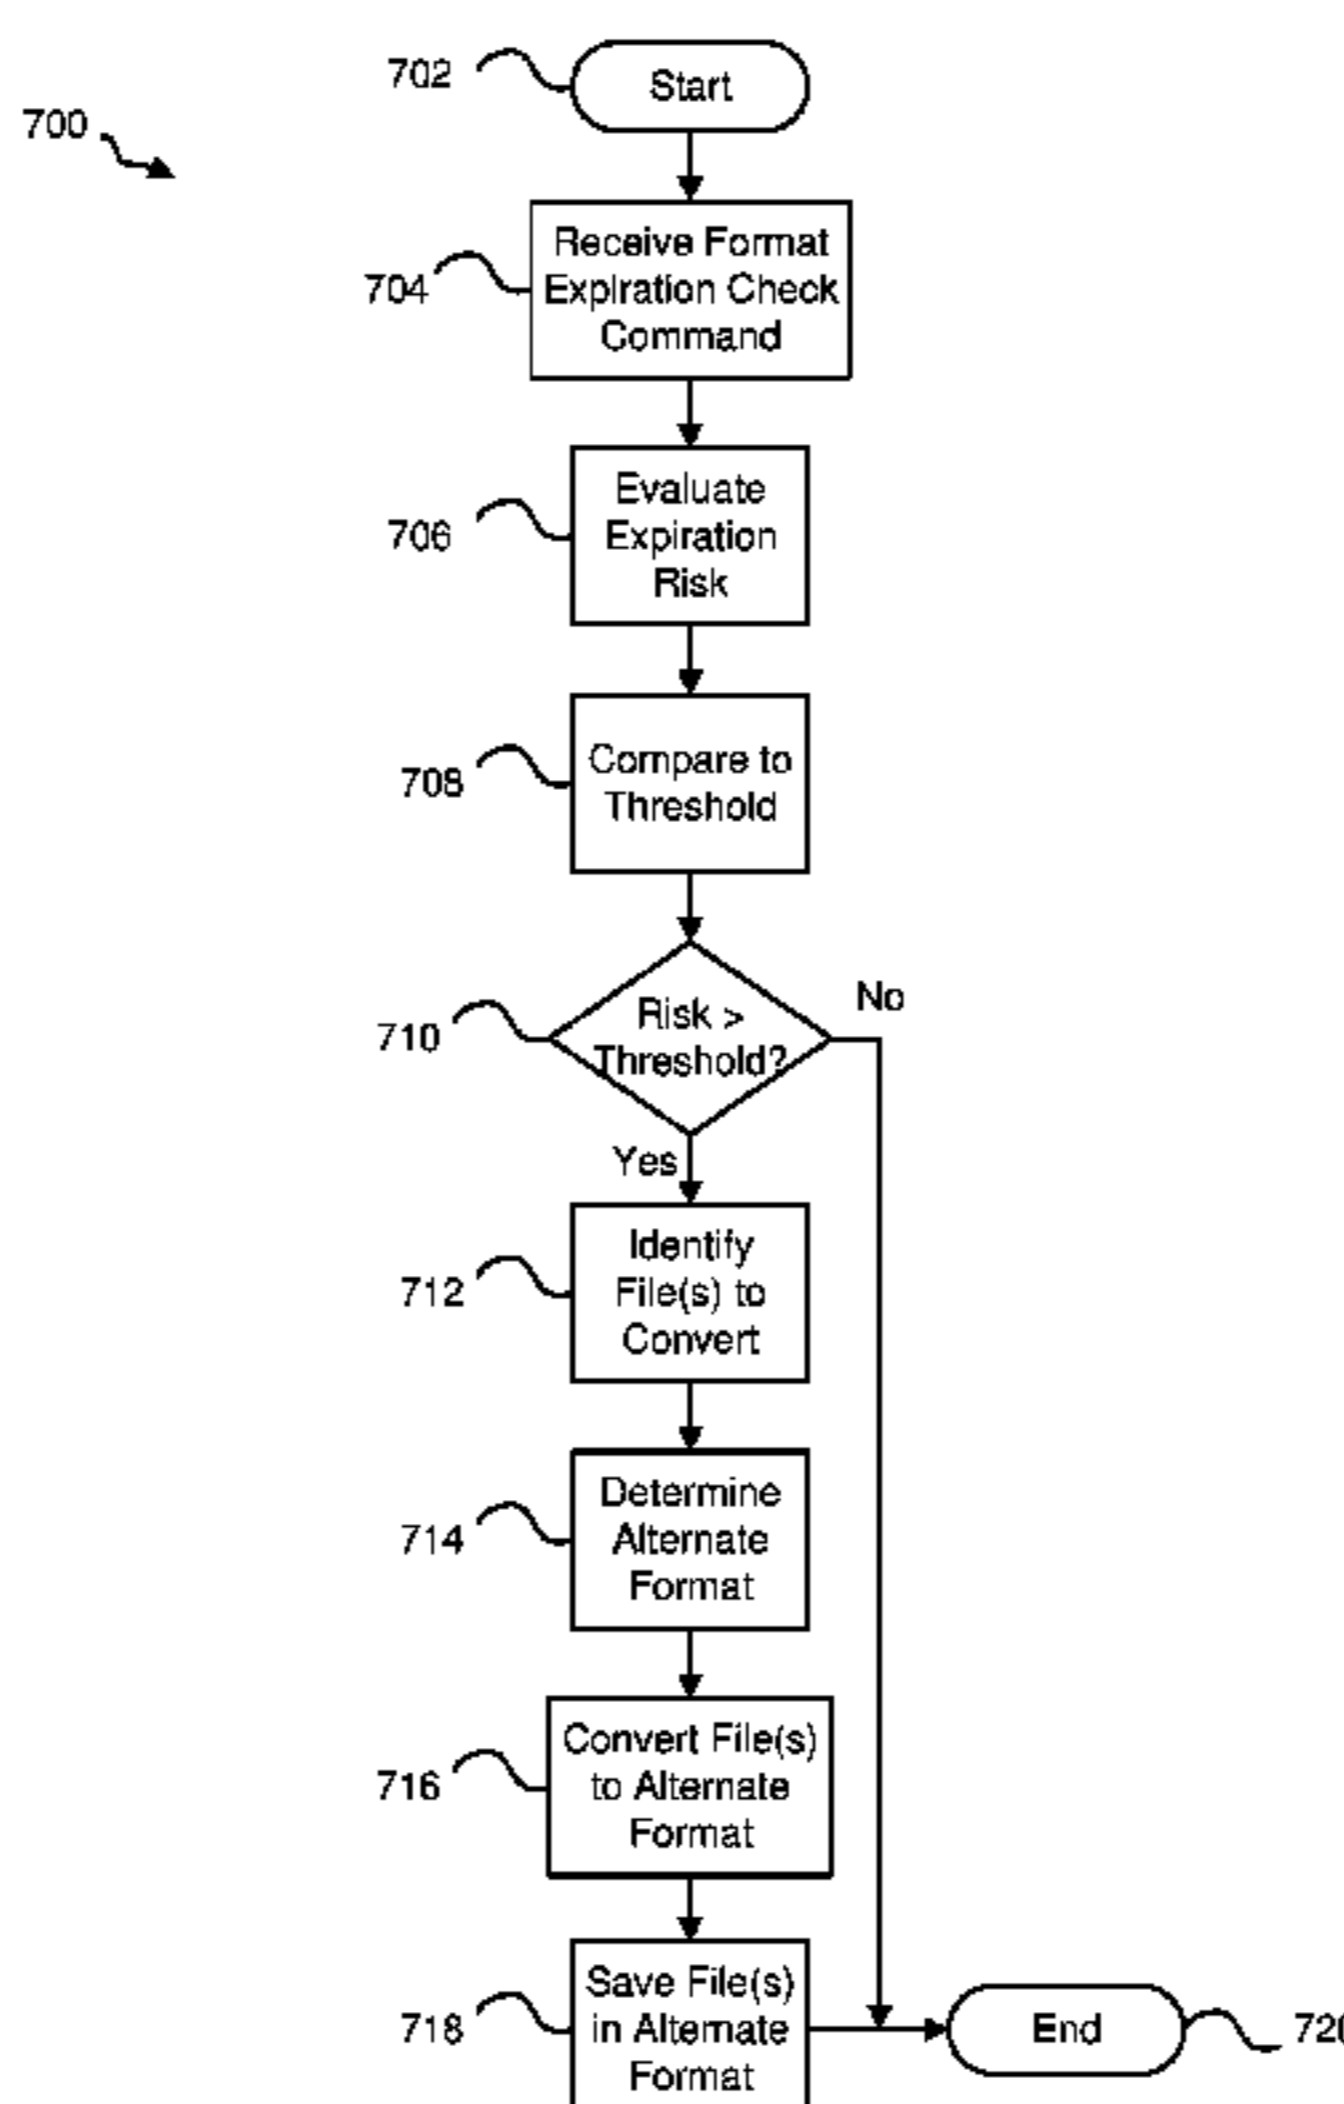 702
Start
700
Receive Format
Expiration Check
Command
704
Evaluate
Expiration
Risk
706
Compare to
Threshold
708
Risk >
Threshold?
710
No
Yes
Identify
File(s) to
Convert
712
Determine
Alternate
Format
714
Convert File(s)
to Alternate
Format
716
Save File(s)
in Alternate
Format
718
End